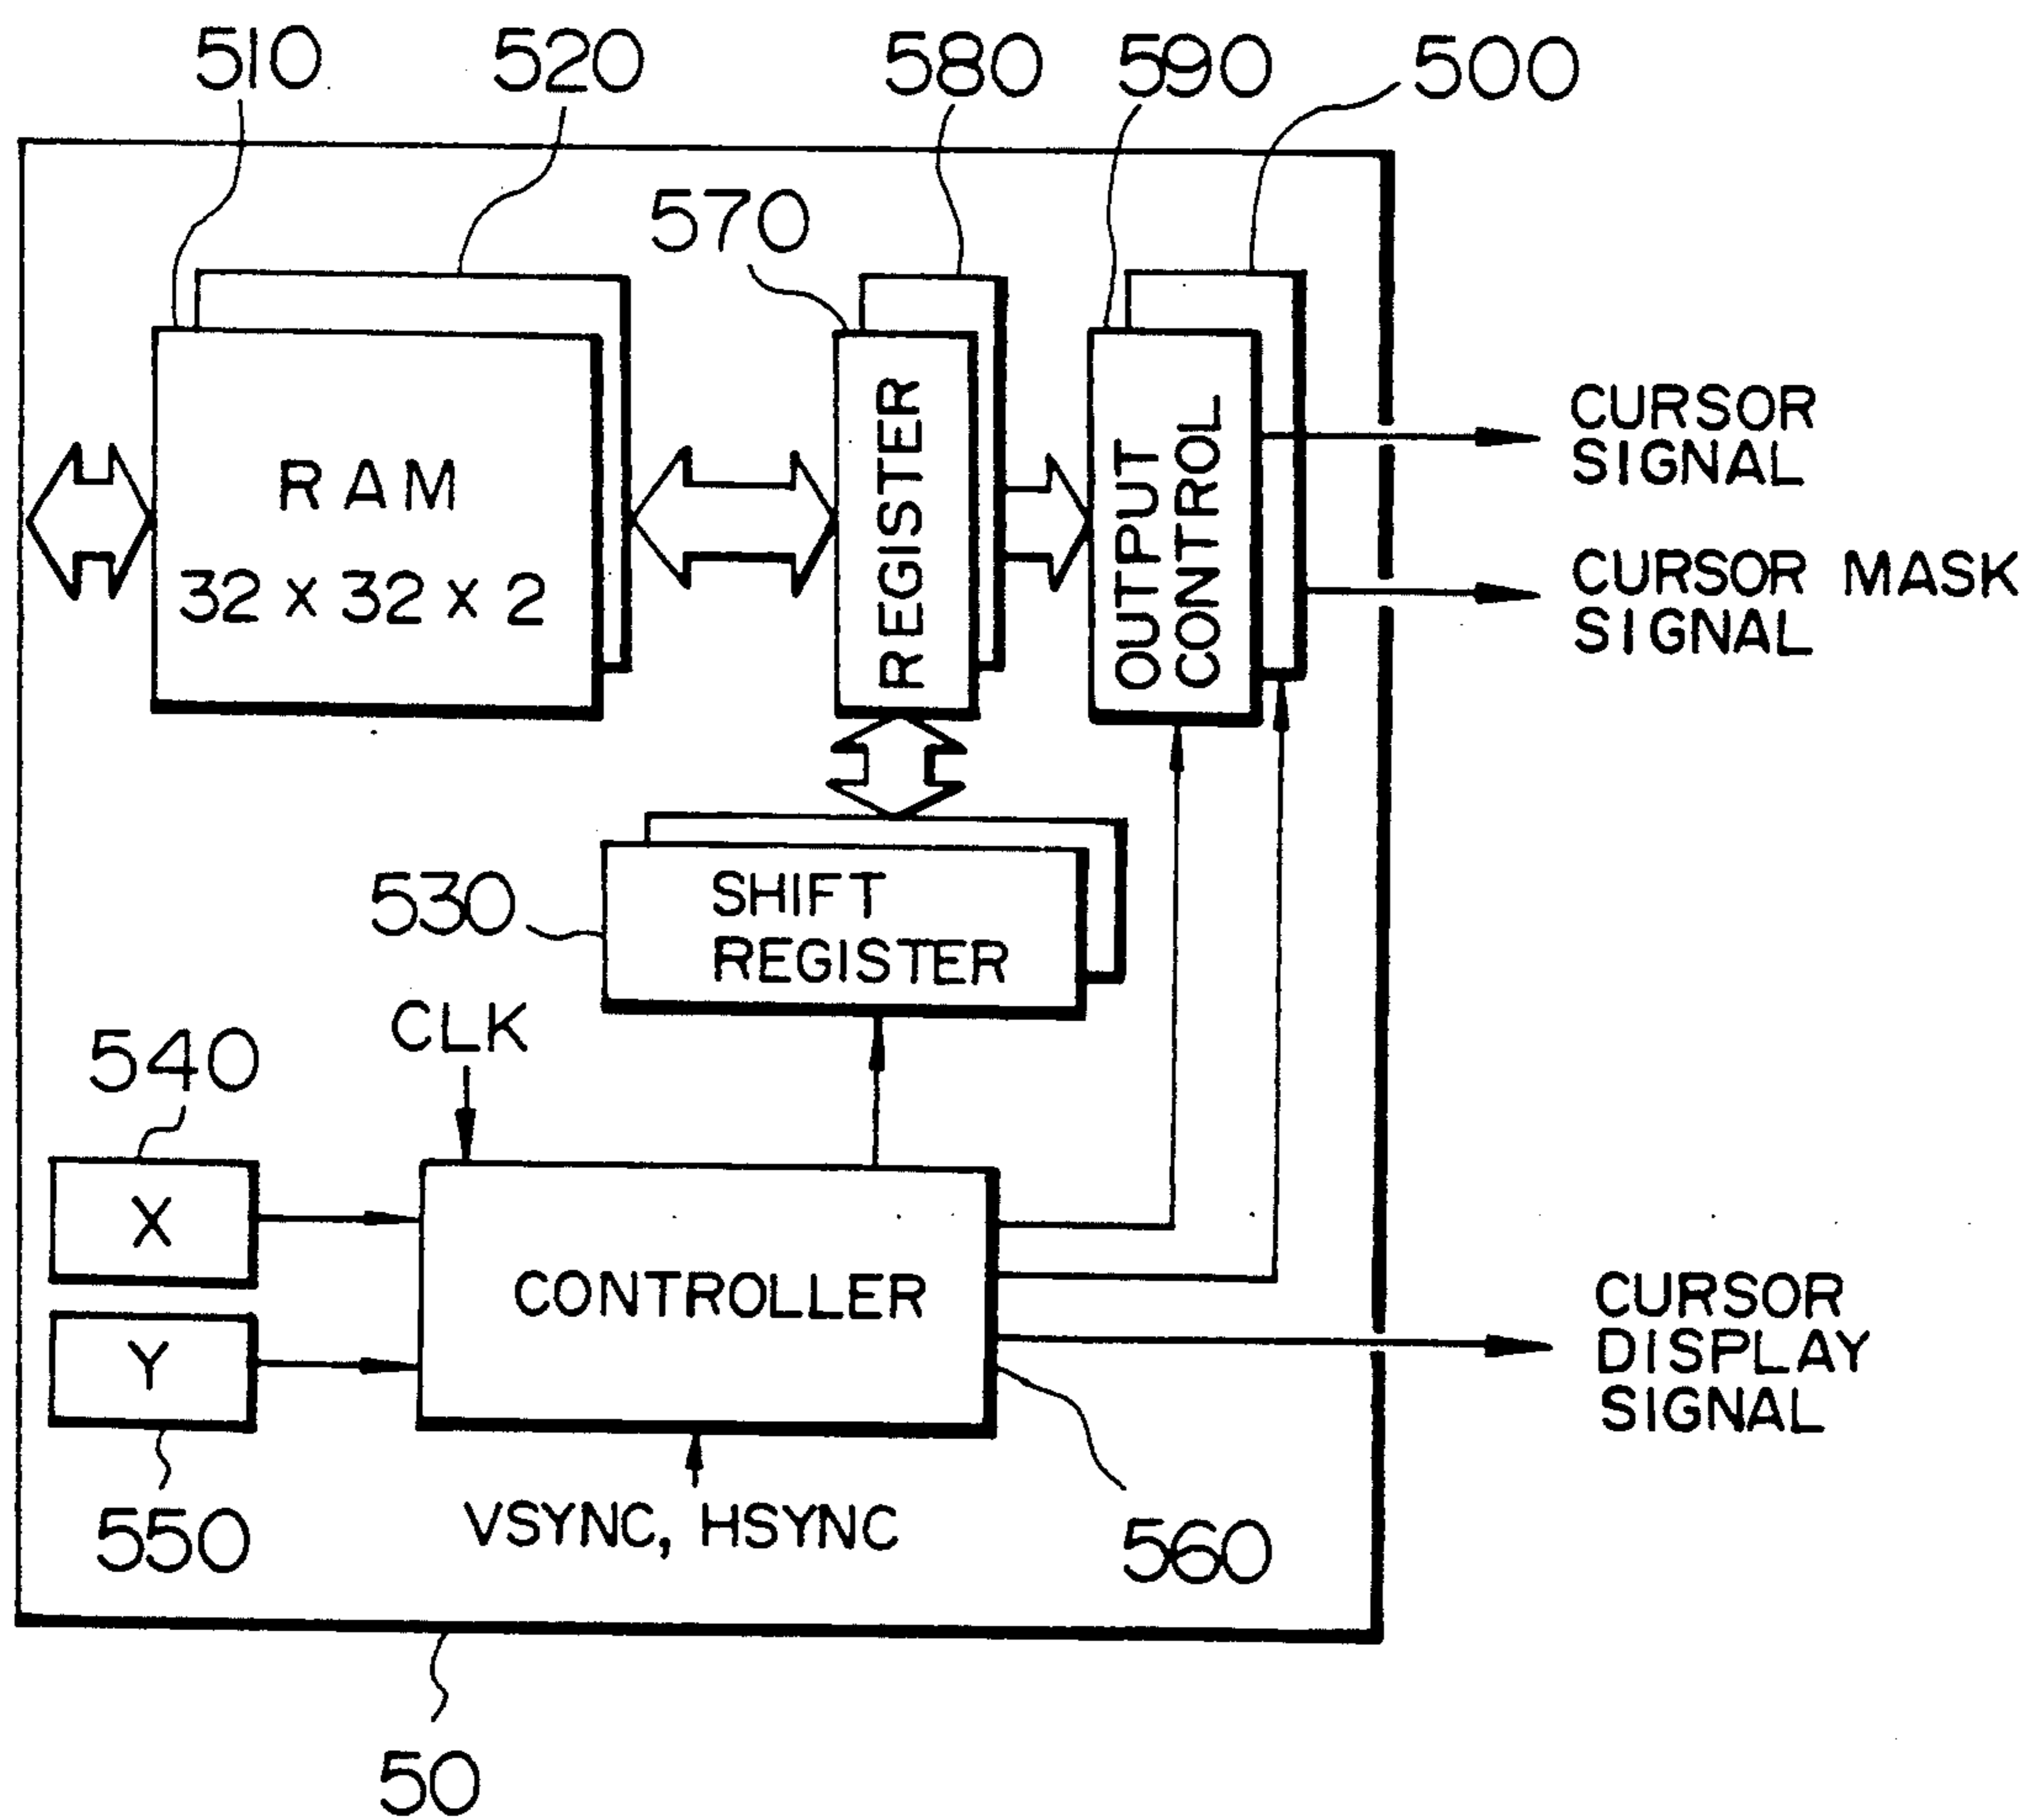 510
520
580
590
500
570
RAM
32 x 32 x 2
REGISTER
OUTPUT
CONTROL
CURSOR
SIGNAL
CURSOR MASK
SIGNAL
530
SHIFT
REGISTER
CLK
540
X
Y
CONTROLLER
CURSOR
DISPLAY
SIGNAL
550
VSYNC, HSYNC
560
50